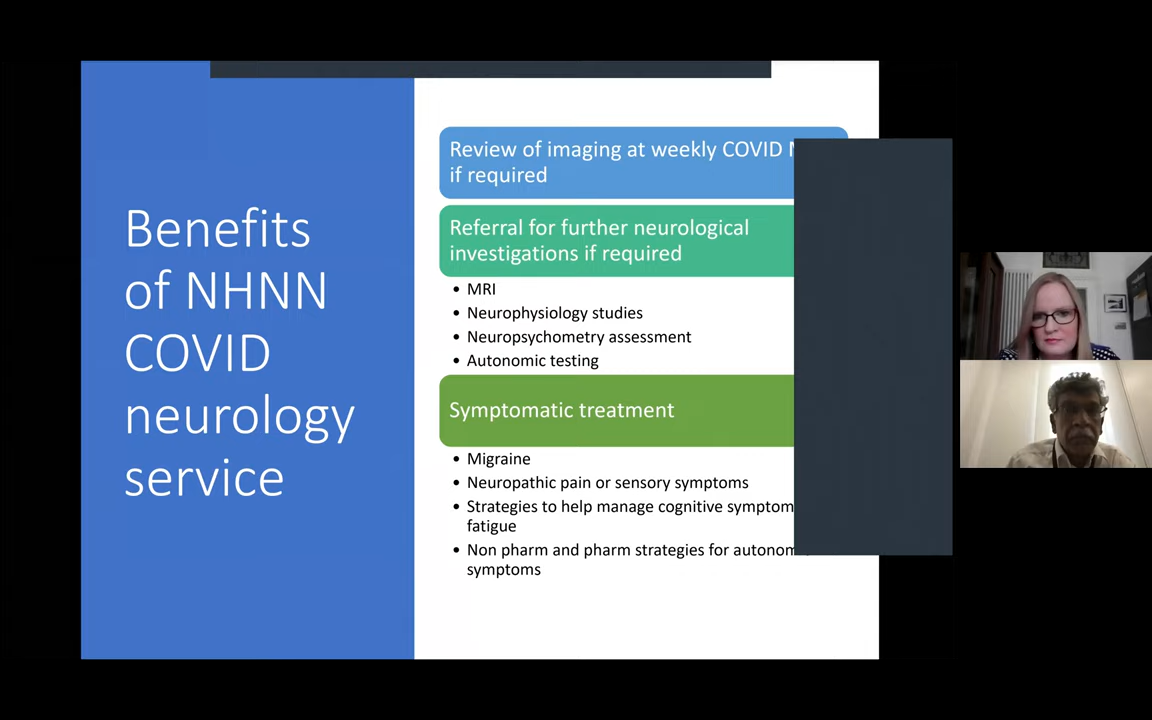 Benefits
of NHNN
COVID
neurology
service
Review of imaging at weekly COVID
if required
Referral for further neurological
investigations if required
• MRI
• Neurophysiology studies
• Neuropsychometry assessment
• Autonomic testing
Symptomatic treatment
• Migraine
• Neuropathic pain or sensory symptoms
• Strategies to help manage cognitive
fatigue
• Non pharm and pharm strategies for
symptoms